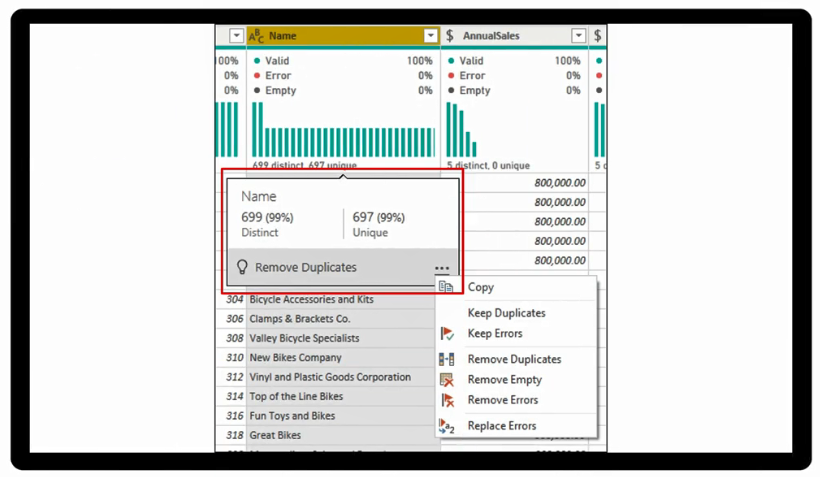 ABC Name $ AnnualSales $
100% Valid 100% Valid 100%
0% Error 0% Error 0%
0% Empty 0% Empty 0%
699 distinct, 697 unique 5 distinct, 0 unique 5
800,000.00
Name 800,000.00
699 (99%) 697 (99%) 800,000.00
Distinct Unique 800,000.00
Remove Duplicates ... 800,000.00
Copy
304 Bicycle Accessories and Kits
Keep Duplicates
306 Clamps & Brackets Co.
Keep Errors
308 Valley Bicycle Specialists
310 New Bikes Company
Remove Duplicates
312 Vinyl and Plastic Goods Corporation
Remove Empty
314 Top of the Line Bikes
Remove Errors
316 Fun Toys and Bikes
Replace Errors
318 Great Bikes
800,000.00